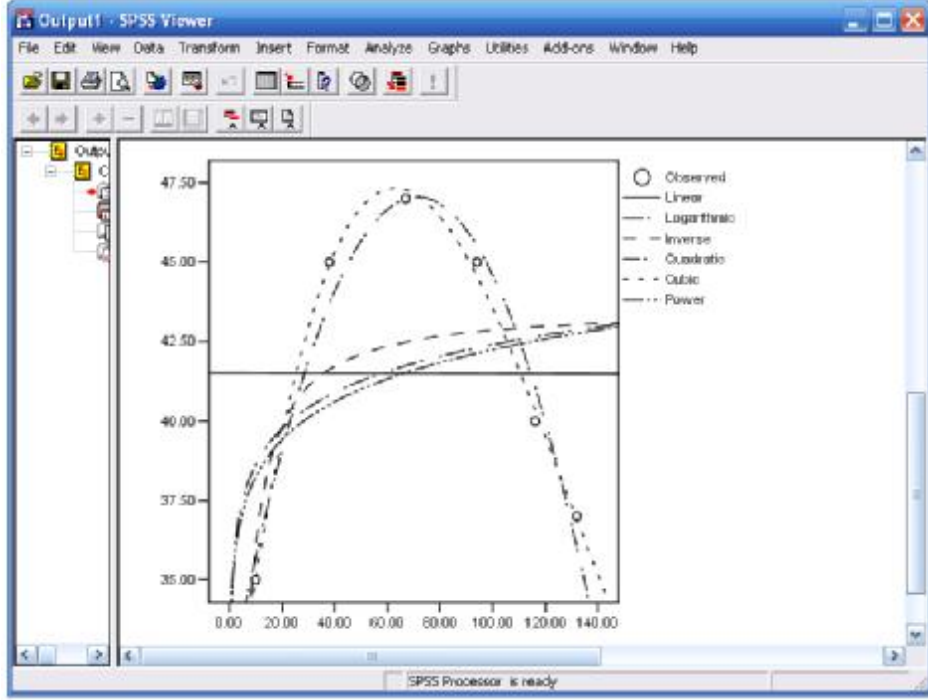 Output1 - SPSS Viewer
File Edit View Data Transform Insert Format Analyze Graphs Utilities Add-ons Window Help
Outpu
C
47.50
45.00
42.50
40.00
37.50
35.00
0.00 20.00 40.00 60.00 80.00 100.00 120.00 140.00
Observed
Linear
Logarithmic
Inverse
Quadratic
Cubic
Power
SPSS Processor is ready